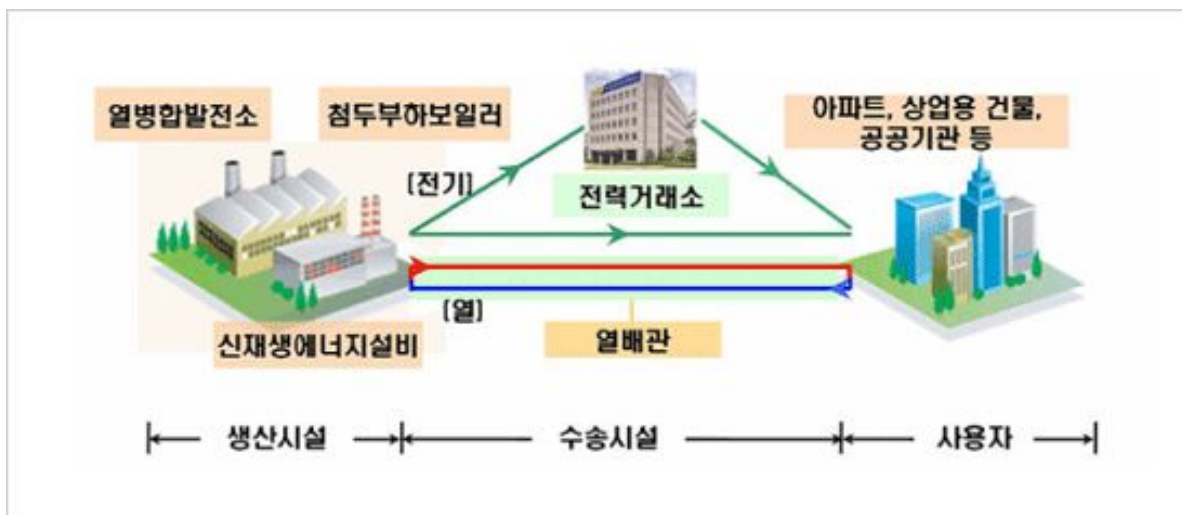 열병합발전소
첨두부하보일러
아파트, 상업용 건물,
공공기관 등
(전기)
전력거래소
(열)
신재생에너지설비
열배관
생산시설
수송시설
사용자